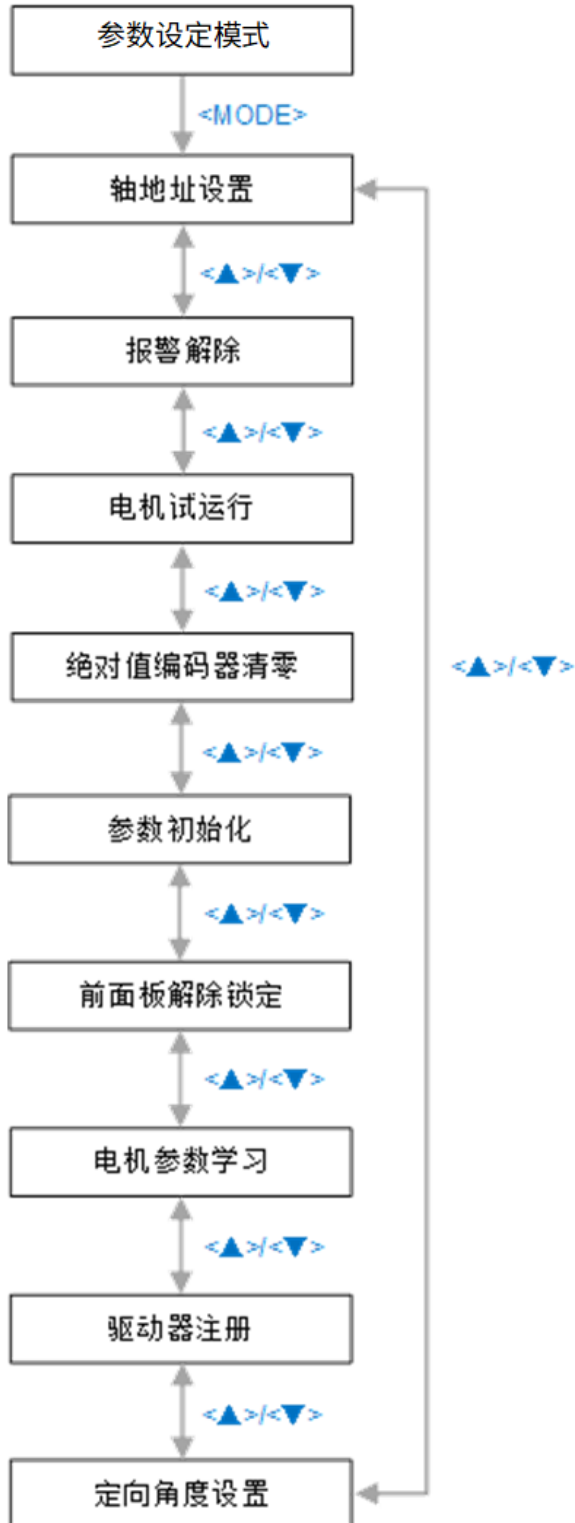 参数设定模式
<MODE>
轴地址设置
<▲>/<▼>
报警解除
<▲>/<▼>
电机试运行
<▲>/<▼>
绝对值编码器清零
<▲>/<▼>
<▲>/<▼>
参数初始化
<▲>/<▼>
前面板解除锁定
<▲>/<▼>
电机参数学习
<▲>/<▼>
驱动器注册
<▲>/<▼>
定向角度设置